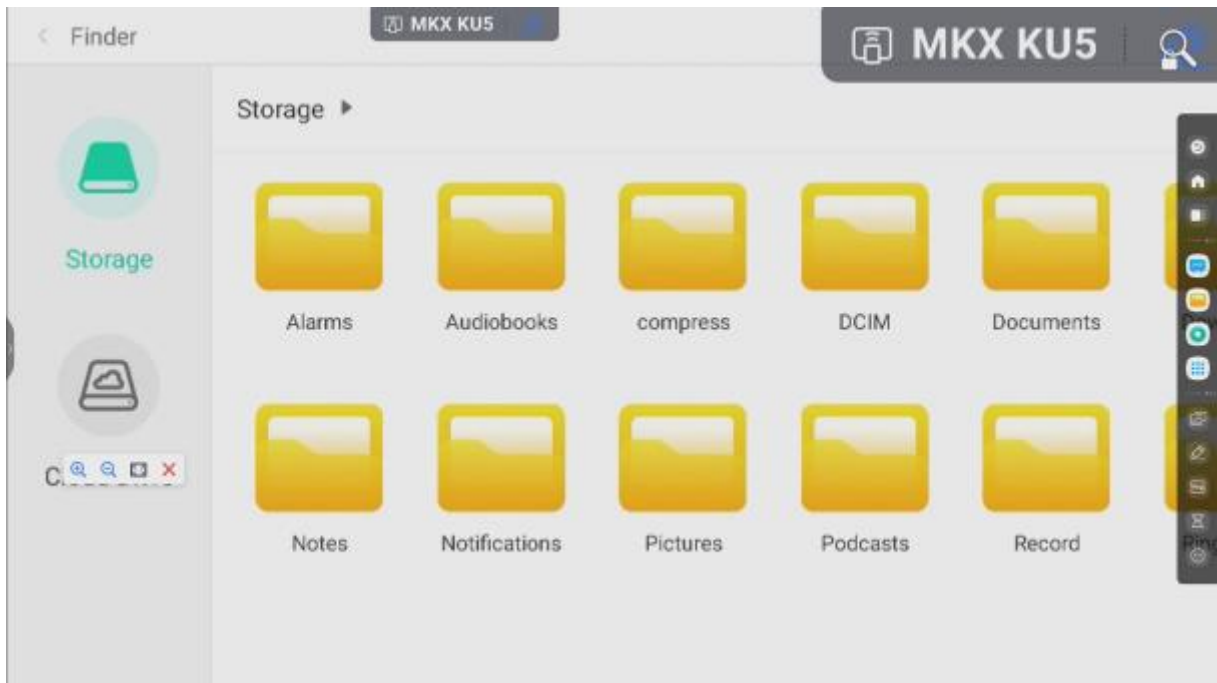 Finder
MKX KU5
MKX KU5
Storage
Storage
Alarms
Audiobooks
compress
DCIM
Documents
Notes
Notifications
Pictures
Podcasts
Record